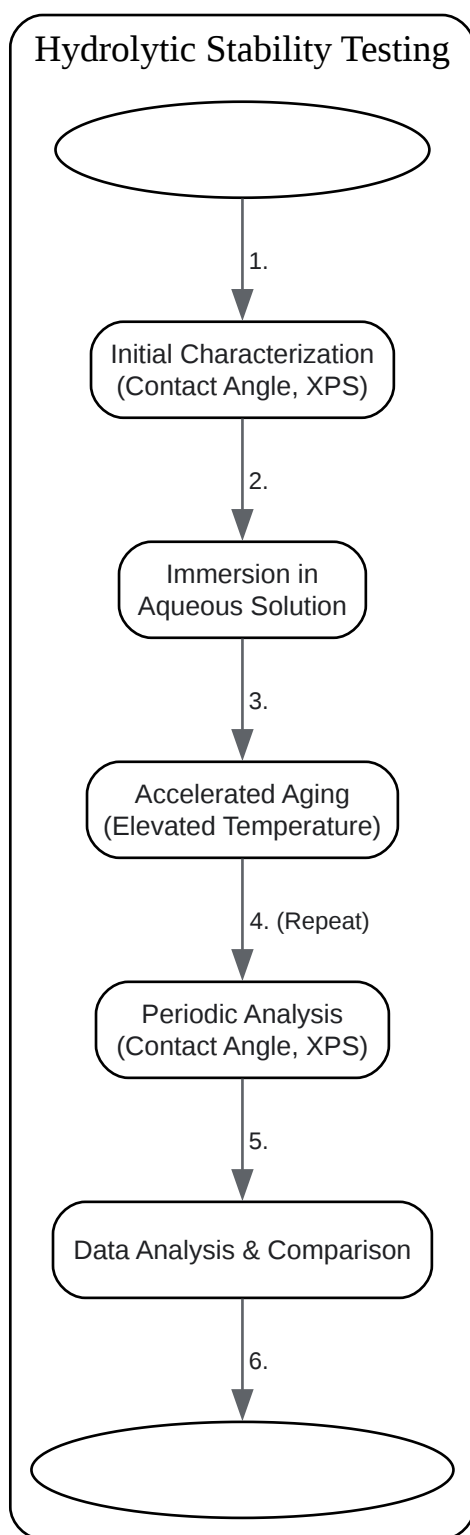 Hydrolytic Stability Testing
1.
Initial Characterization
(Contact Angle, XPS)
2.
Immersion in
Aqueous Solution
3.
Accelerated Aging
(Elevated Temperature)
4. (Repeat)
Periodic Analysis
(Contact Angle, XPS)
5.
Data Analysis & Comparison
6.